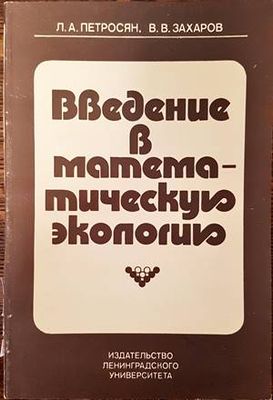 Л. А. ПЕТРОСЯН, В. В. ЗАХАРОВ
Введение
в
матема-
тическую
экологию
ИЗДАТЕЛЬСТВО
ЛЕНИНГРАДСКОГО
УНИВЕРСИТЕТА